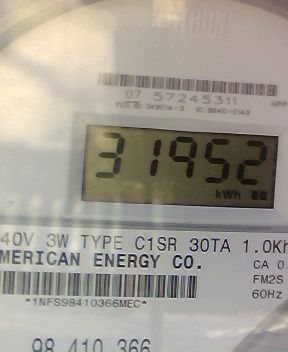 07 57245311
31952
kWh
40V 3W TYPE C1SR 30TA 1.0Kh
MERICAN ENERGY CO.
CA 0.
FM2S
*1NFS98410366MEC*
60Hz
98 410 366